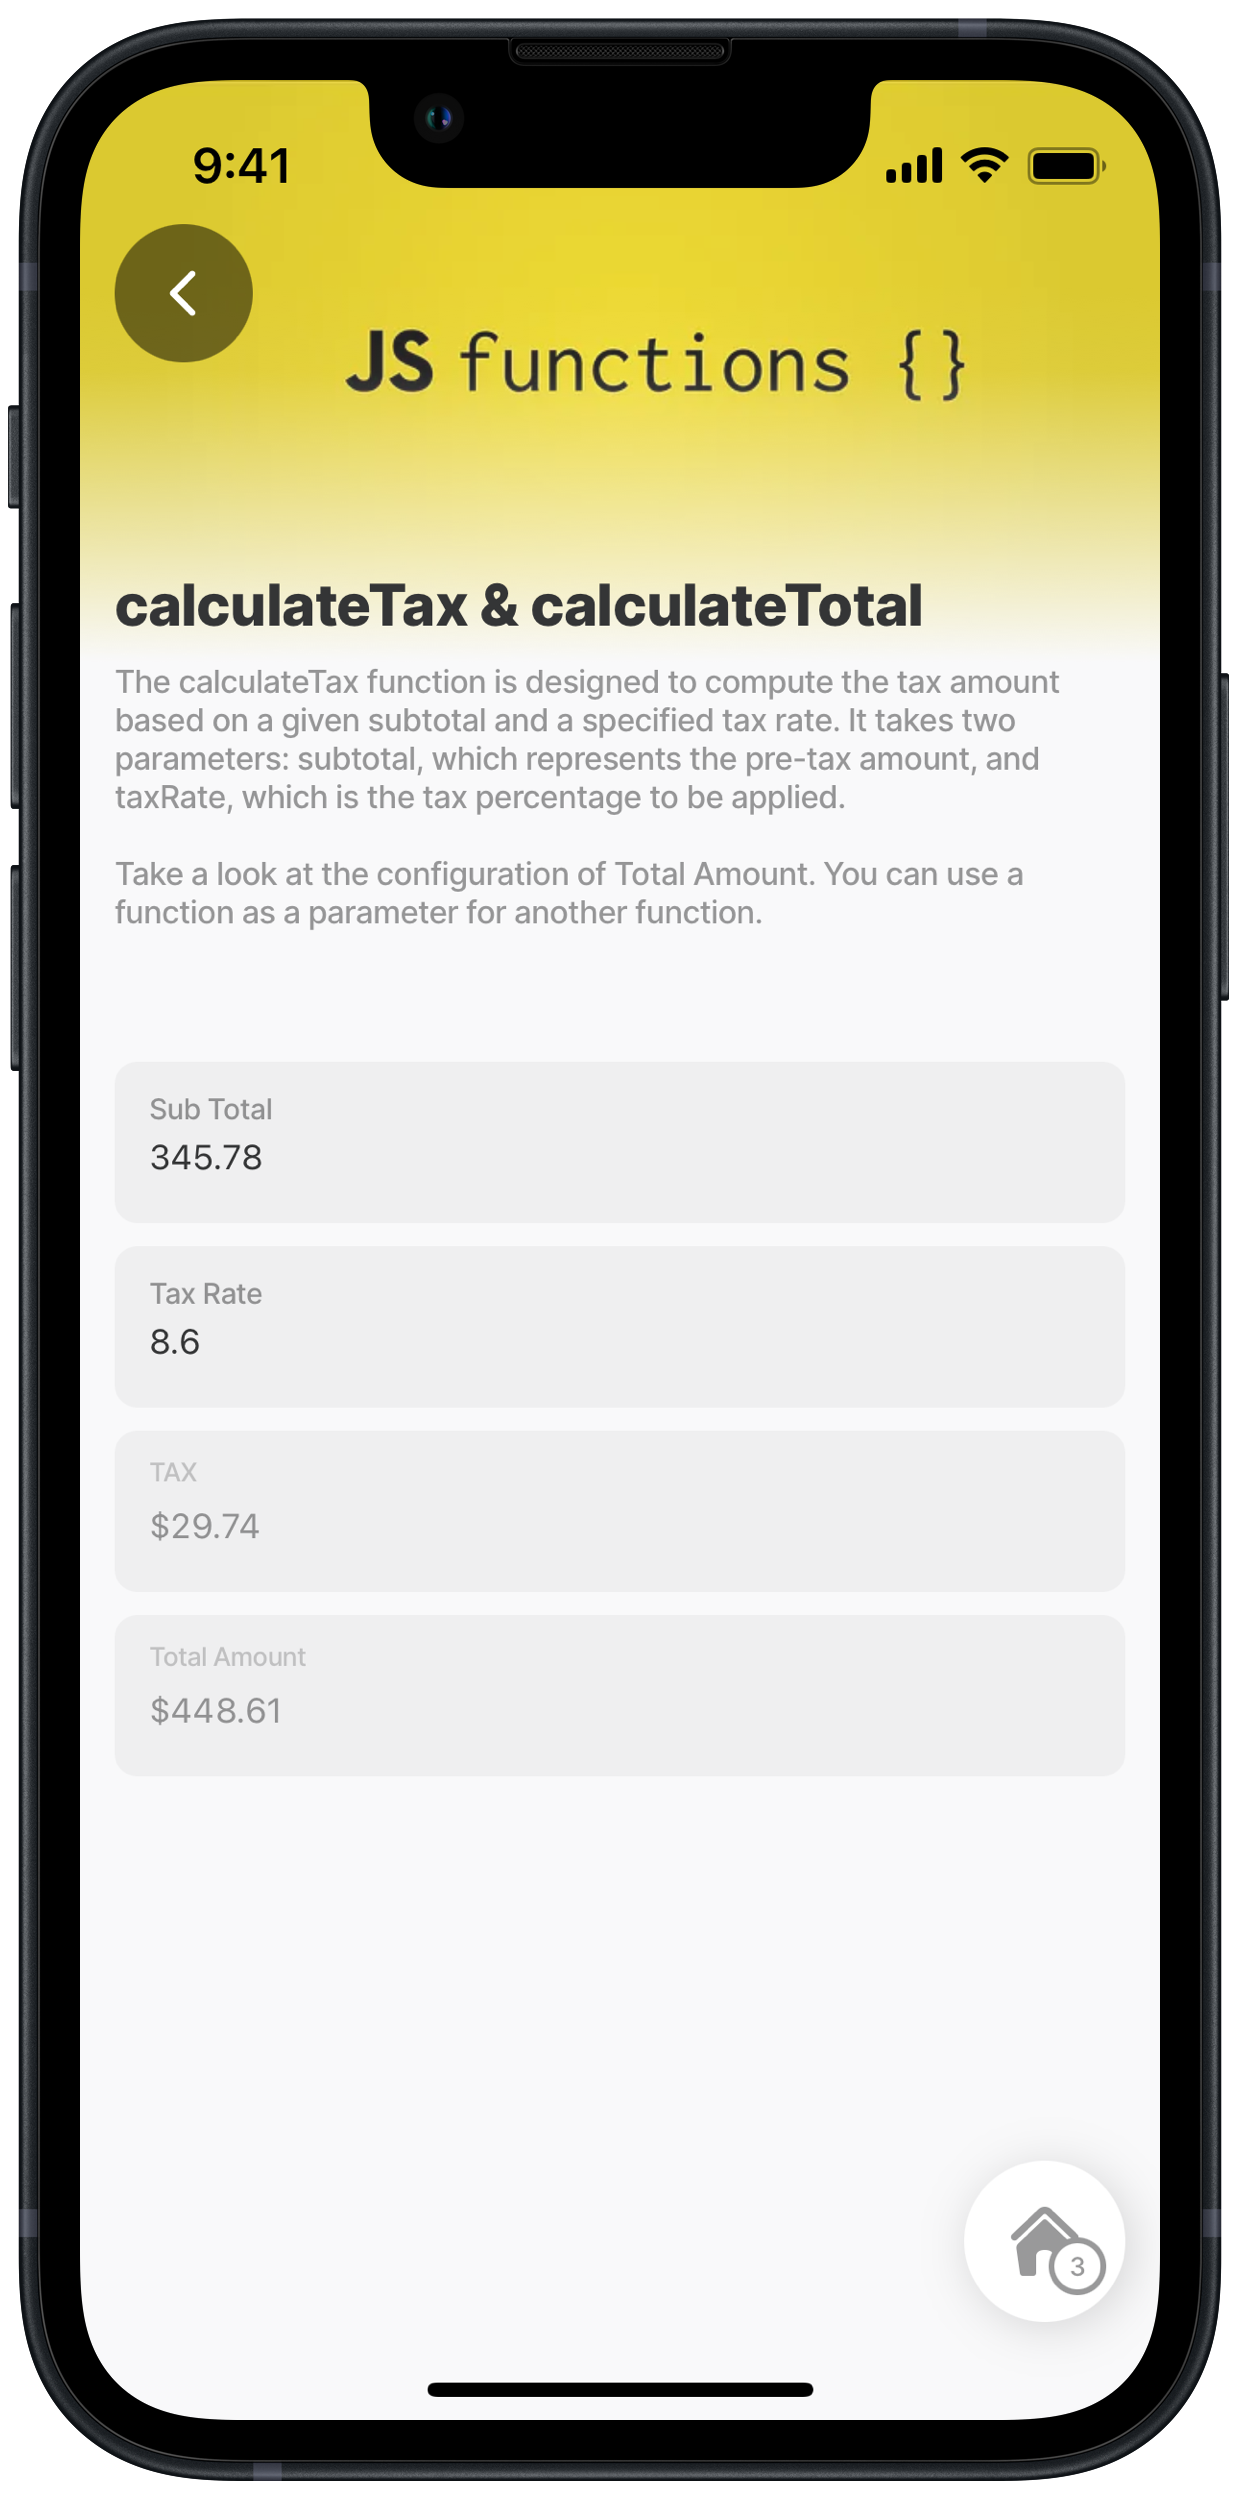 9:41
JS functions {}
calculateTax & calculateTotal
The calculateTax function is designed to compute the tax amount
based on a given subtotal and a specified tax rate. It takes two
parameters: subtotal, which represents the pre-tax amount, and
taxRate, which is the tax percentage to be applied.
Take a look at the configuration of Total Amount. You can use a
function as a parameter for another function.
Sub Total
345.78
Tax Rate
8.6
TAX
$29.74
Total Amount
$448.61
3